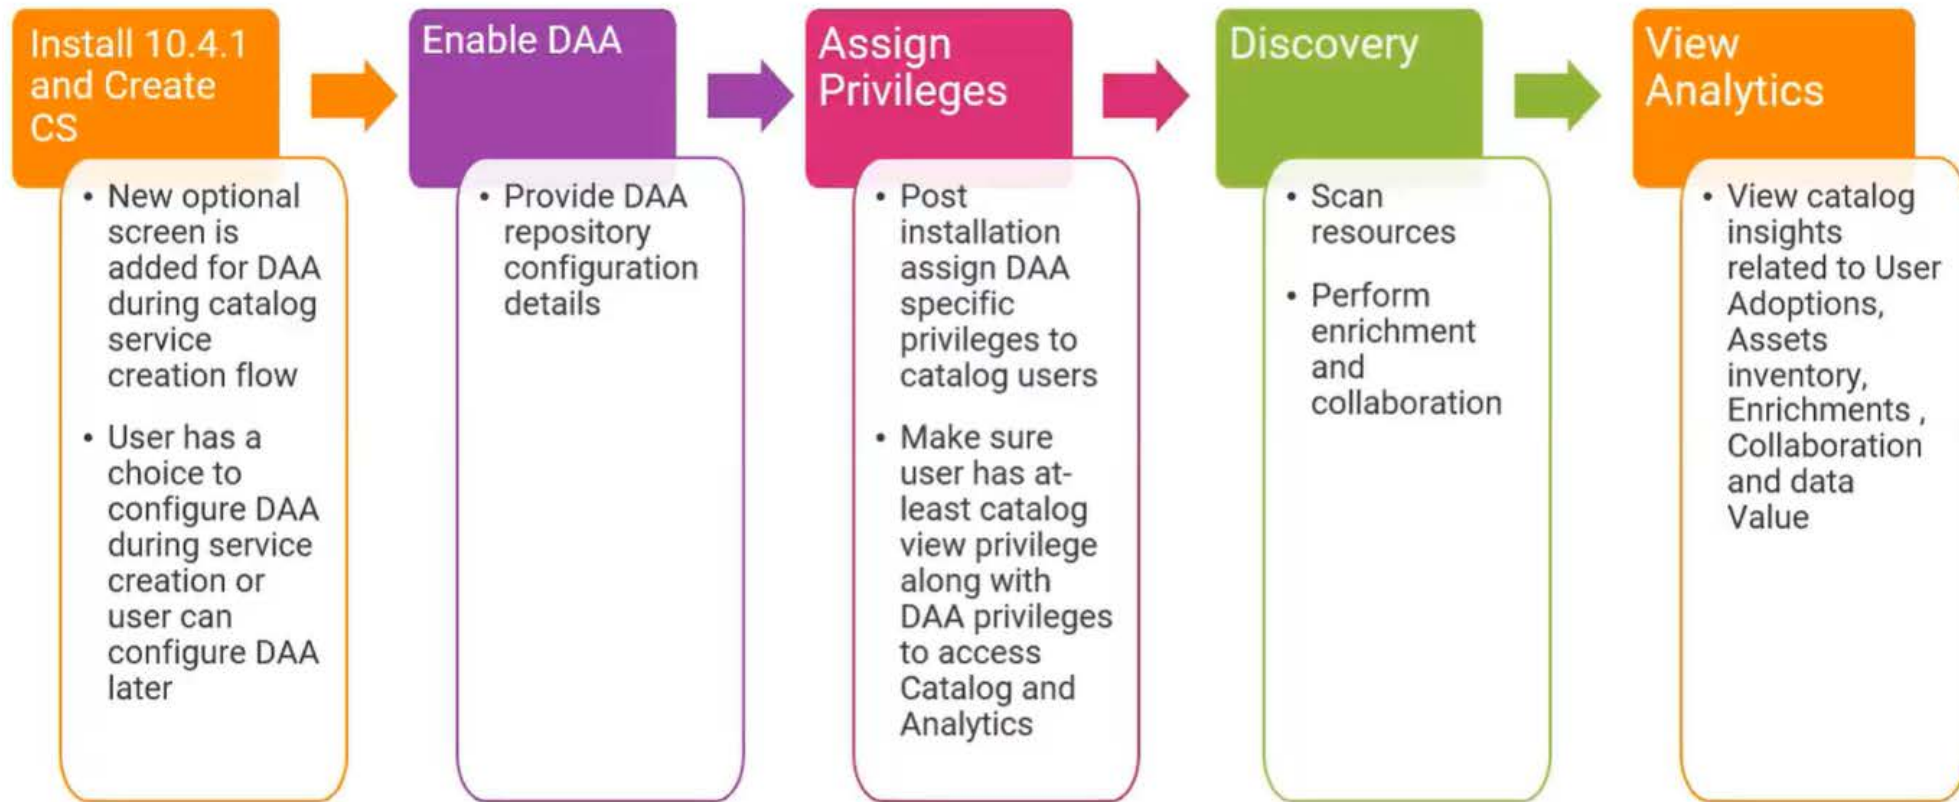 Install 10.4.1
and Create
CS
• New optional
screen is
added for DAA
during catalog
service
creation flow
• User has a
choice to
configure DAA
during service
creation or
user can
configure DAA
later
Enable DAA
• Provide DAA
repository
configuration
details
Assign
Privileges
• Post
installation
assign DAA
specific
privileges to
catalog users
• Make sure
user has at-
least catalog
view privilege
along with
DAA privileges
to access
Catalog and
Analytics
Discovery
• Scan
resources
• Perform
enrichment
and
collaboration
View
Analytics
• View catalog
insights
related to User
Adoptions,
Assets
inventory,
Enrichments ,
Collaboration
and data
Value